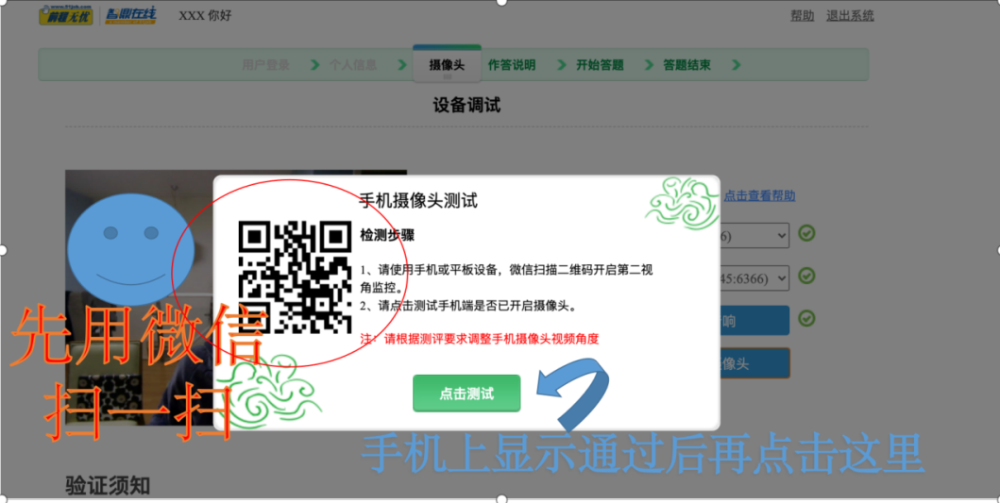 www.51job.com
前程无忧 智鼎在线 XXX 你好 帮助 退出系统
用户登录 个人信息 摄像头 作答说明 开始答题 答题结束
设备调试
手机摄像头测试
点击查看帮助
检测步骤
6)
1、请使用手机或平板设备，微信扫描二维码开启第二视
角监控。
45:6366)
2、请点击测试手机端是否已开启摄像头。
响
注：请根据测评要求调整手机摄像头视频角度
像头
先用微信
扫一扫
点击测试
手机上显示通过后再点击这里
验证须知